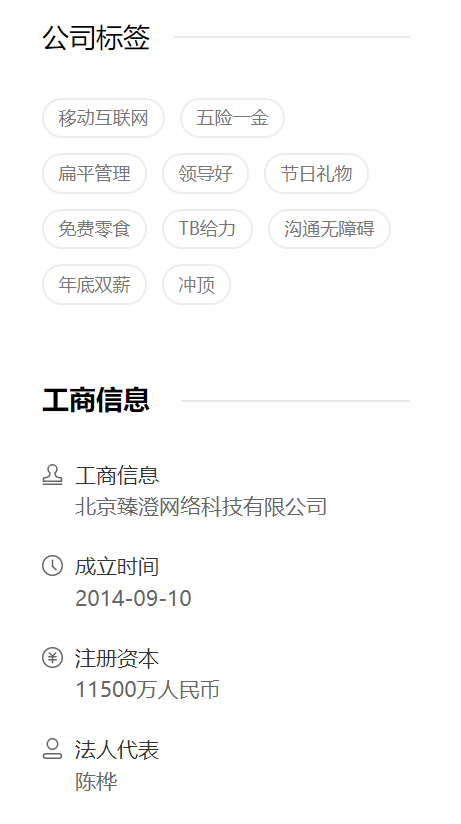 公司标签
移动互联网 五险一金
扁平管理 领导好 节日礼物
免费零食 TB给力 沟通无障碍
年底双薪 冲顶
工商信息
工商信息
北京臻澄网络科技有限公司
成立时间
2014-09-10
注册资本
11500万人民币
法人代表
陈桦